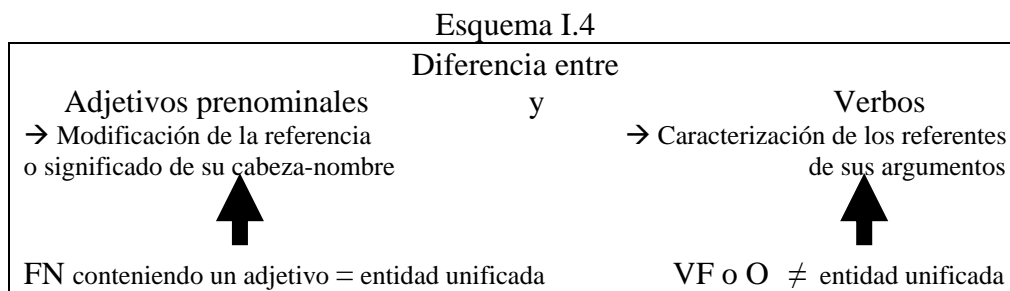 Esquema I.4
Diferencia entre
Adjetivos prenominales y Verbos
→ Modificación de la referencia → Caracterización de los referentes
o significado de su cabeza-nombre de sus argumentos
FN conteniendo un adjetivo = entidad unificada VF o O ≠ entidad unificada